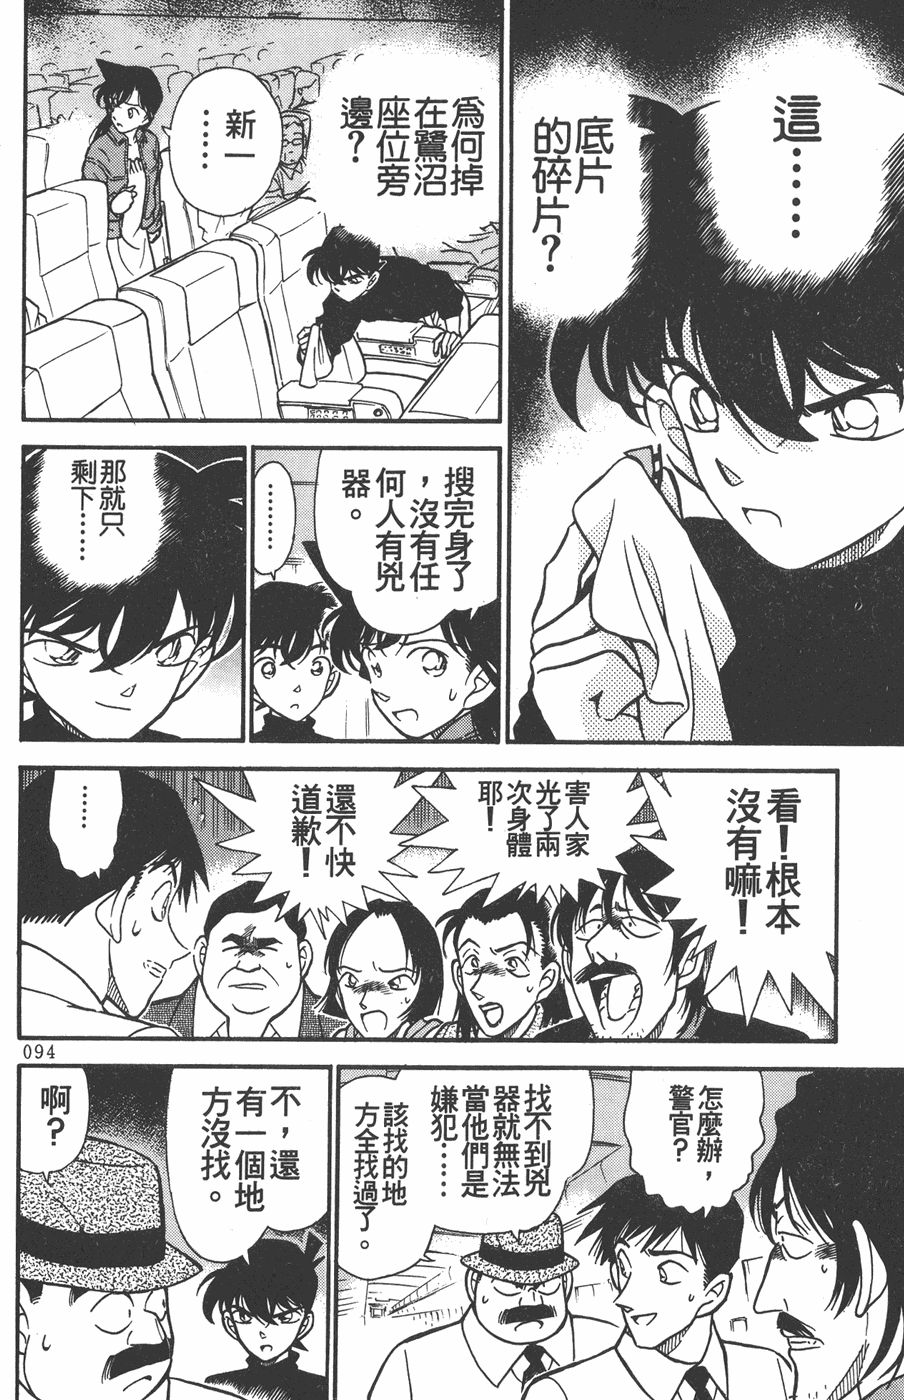 這⋯⋯
底片
的碎片？
為何掉
在鷺沼
座位旁
邊？
新一
⋯⋯
搜完身了
，沒有任
何人有兇
器。
⋯⋯
那就只
剩下⋯⋯
看！根本
沒有嘛！
害人家
光了兩
次身體
耶！
還不快
道歉！
⋯⋯
094
怎麼辦，
警官？
找不到兇
器就無法
當他們是
嫌犯⋯⋯
該找的地
方全找過了。
不，還
有一個地
方沒找。
啊？